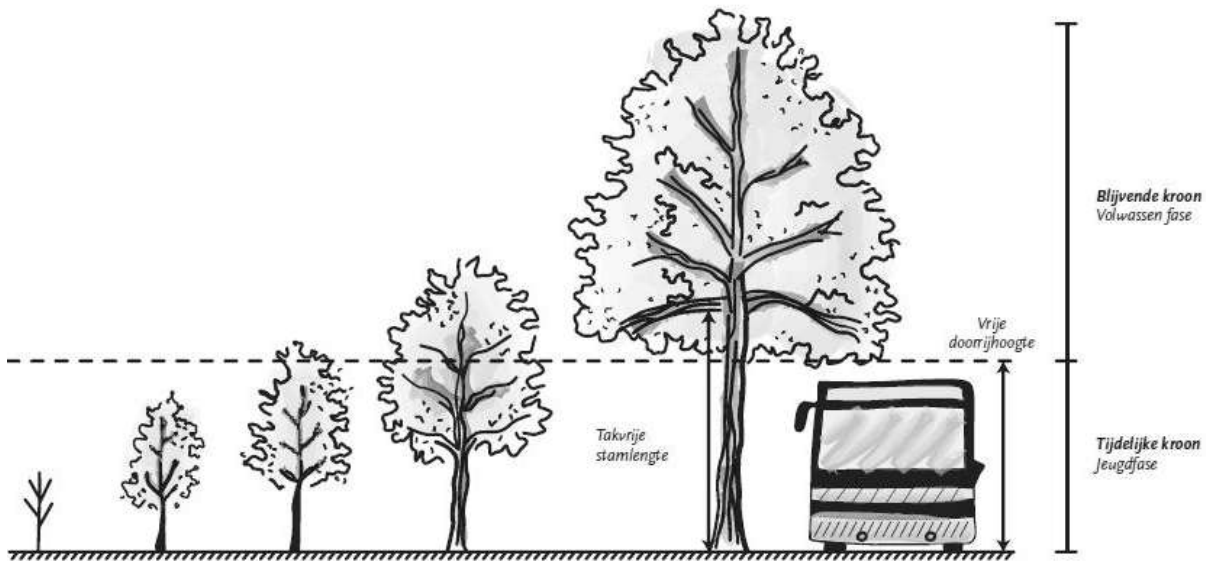 Blijvende kroon
Volwassen fase
Vrije
doorrijhoogte
Takvrije
stamlengte
Tijdelijke kroon
Jeugdfase